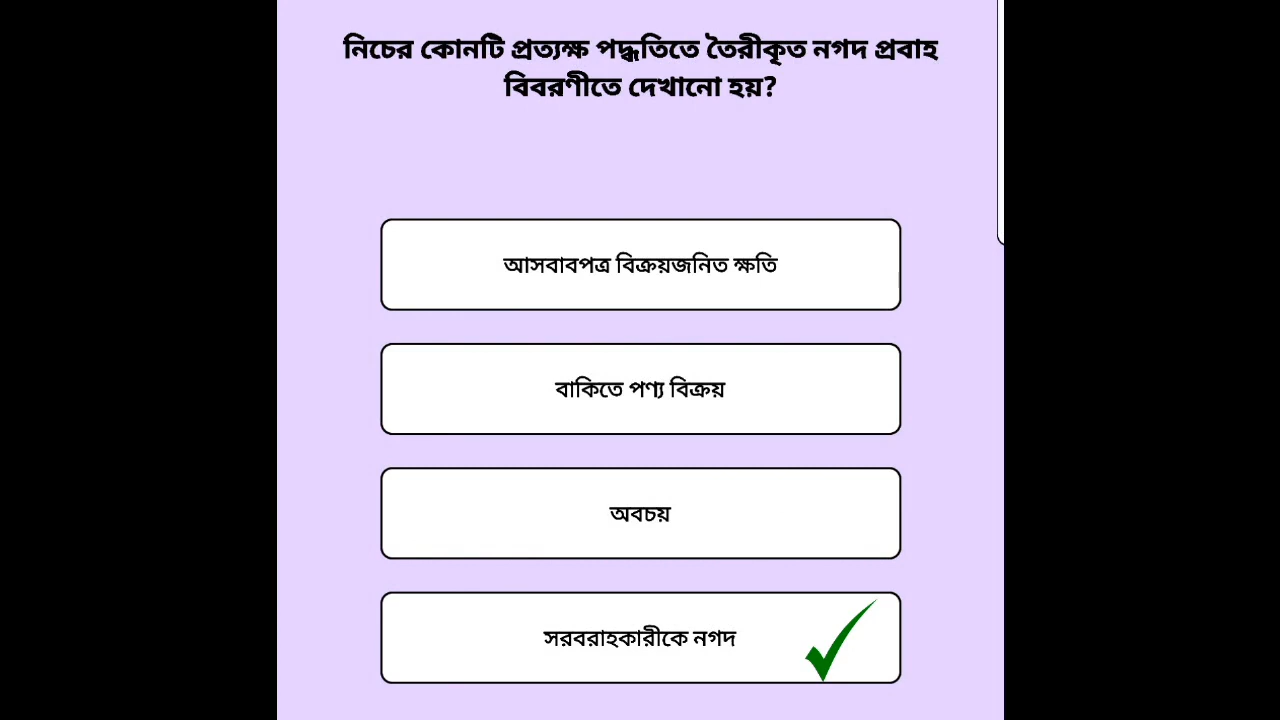 নিচের কোনটি প্রত্যক্ষ পদ্ধতিতে তৈরীকৃত নগদ প্রবাহ
বিবরণীতে দেখানো হয়?
আসবাবপত্র বিক্রয়জনিত ক্ষতি
বাকিতে পণ্য বিক্রয়
অবচয়
সরবরাহকারীকে নগদ